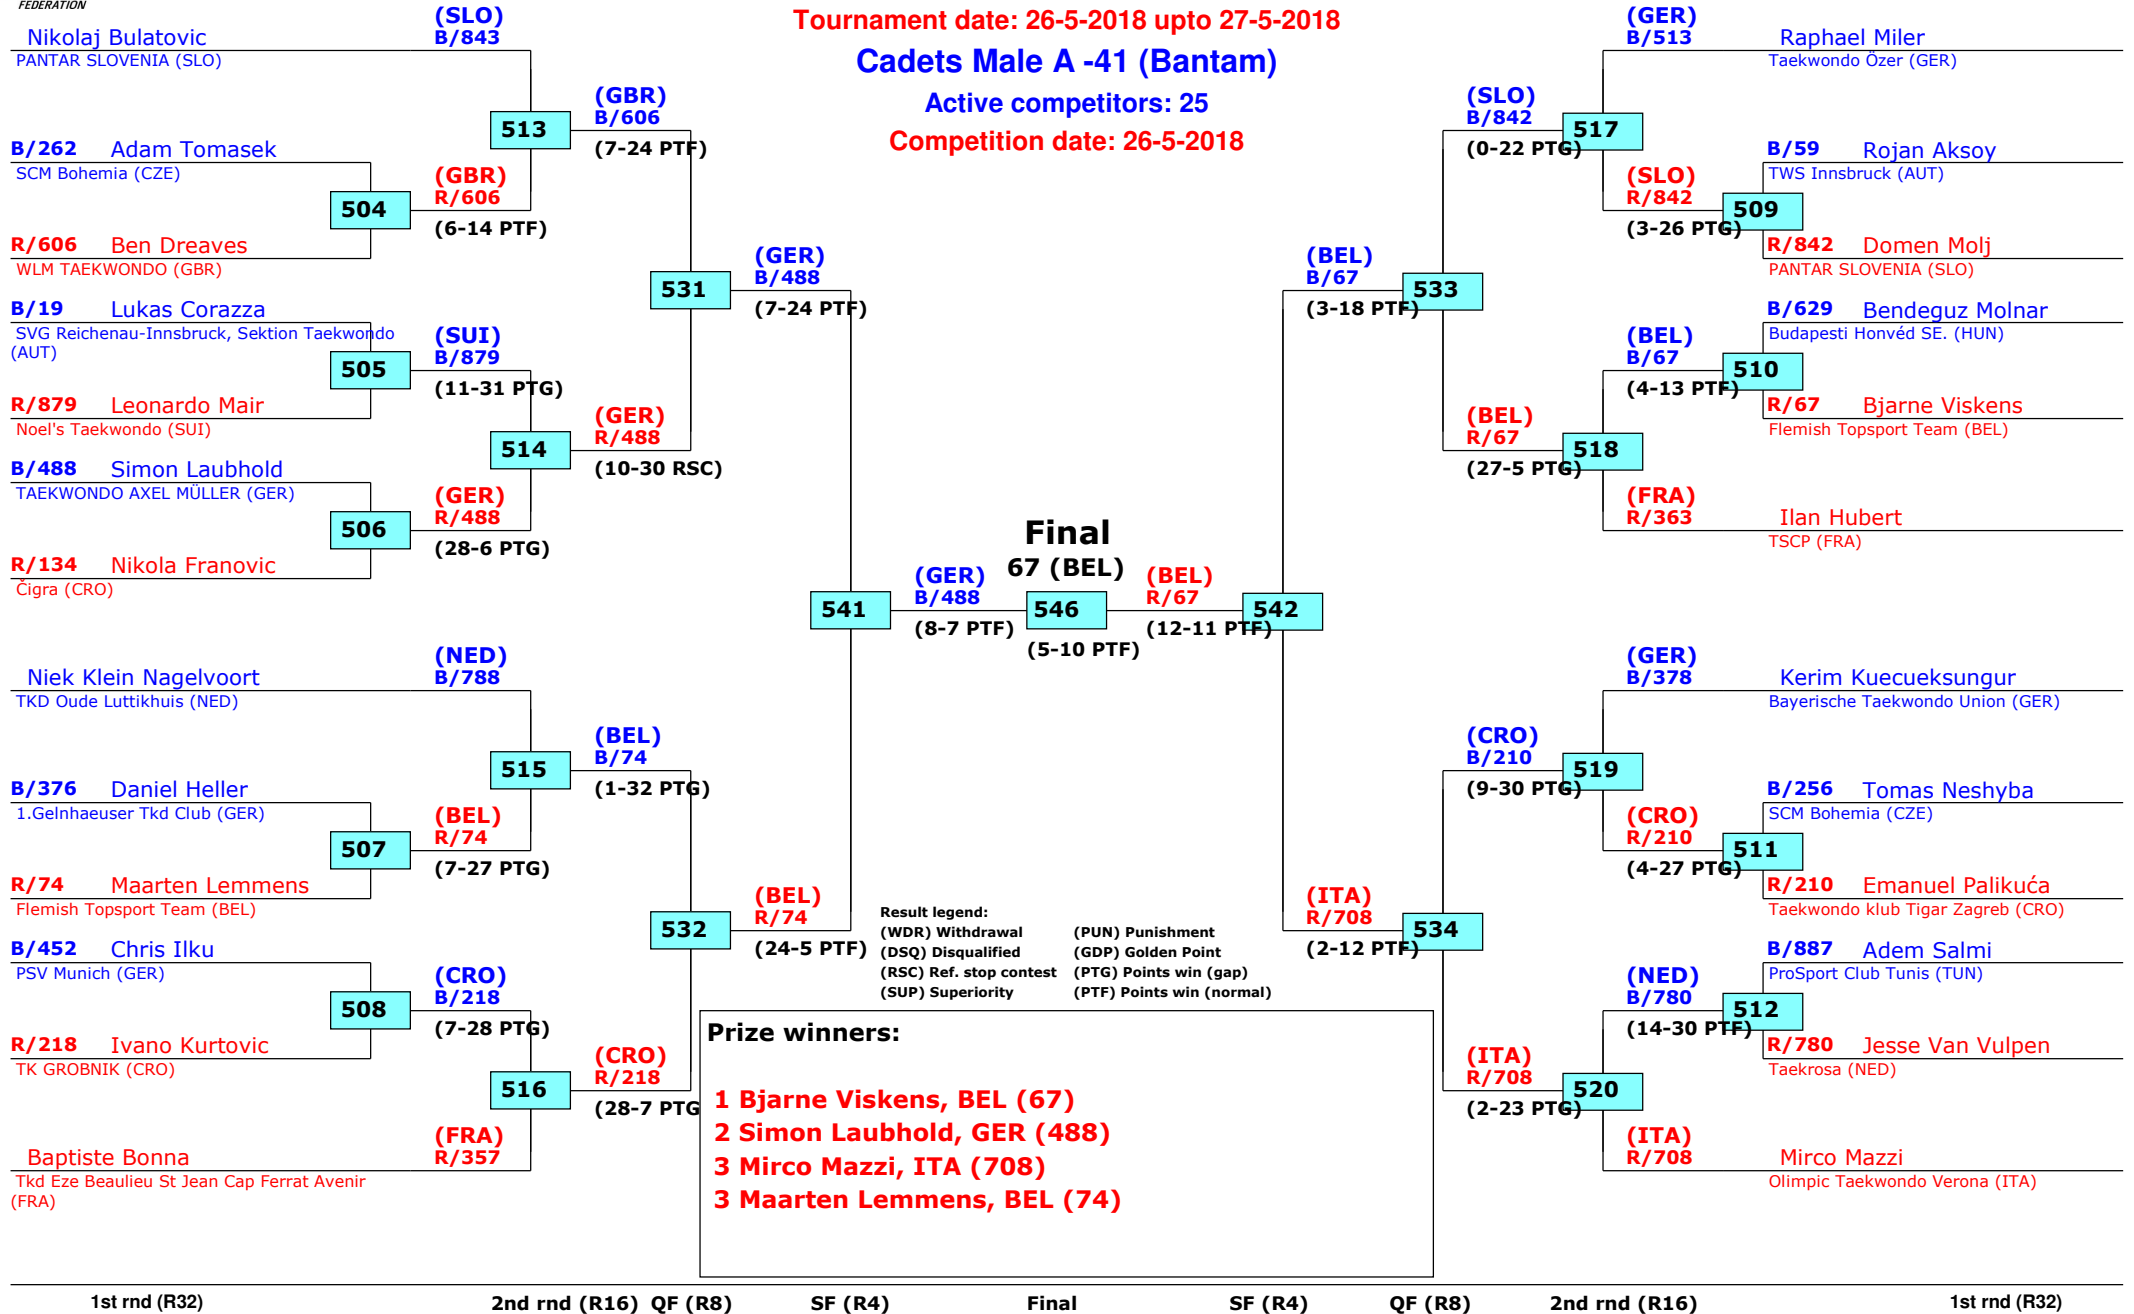 FEDERATION
Tournament date: 26-5-2018 upto 27-5-2018
Cadets Male A -41 (Bantam)
Active competitors: 25
Competition date: 26-5-2018
(SLO)
Nikolaj Bulatovic B/843
PANTAR SLOVENIA (SLO)
513
(GBR)
B/606
(7-24 PTF)
B/262 Adam Tomasek
SCM Bohemia (CZE)
504
(GBR)
R/606
(6-14 PTF)
R/606 Ben Dreaves
WLM TAEKWONDO (GBR)
531
(GER)
B/488
(7-24 PTF)
B/19 Lukas Corazza
SVG Reichenau-Innsbruck, Sektion Taekwondo
(AUT)
505
(SUI)
B/879
(11-31 PTG)
R/879 Leonardo Mair
Noel's Taekwondo (SUI)
514
(GER)
R/488
(10-30 RSC)
B/488 Simon Laubhold
TAEKWONDO AXEL MÜLLER (GER)
506
(GER)
R/488
(28-6 PTG)
R/134 Nikola Franovic
Čigra (CRO)
541
(GER)
B/488
(8-7 PTF)
Final
67 (BEL)
546
(5-10 PTF)
(BEL)
R/67
(12-11 PTF)
542
(NED)
Niek Klein Nagelvoort B/788
TKD Oude Luttikhuis (NED)
515
(BEL)
B/74
(1-32 PTG)
B/376 Daniel Heller
1.Gelnhaeuser Tkd Club (GER)
507
(BEL)
R/74
(7-27 PTG)
R/74 Maarten Lemmens
Flemish Topsport Team (BEL)
532
(BEL)
R/74
(24-5 PTF)
B/452 Chris Ilku
PSV Munich (GER)
508
(CRO)
B/218
(7-28 PTG)
R/218 Ivano Kurtovic
TK GROBNIK (CRO)
516
(CRO)
R/218
(28-7 PTG
(FRA)
Baptiste Bonna R/357
Tkd Eze Beaulieu St Jean Cap Ferrat Avenir
(FRA)
(GER)
B/513 Raphael Miler
Taekwondo Özer (GER)
(SLO)
B/842
(0-22 PTG)
517
B/59 Rojan Aksoy
TWS Innsbruck (AUT)
(SLO)
R/842
(3-26 PTG)
509
R/842 Domen Molj
PANTAR SLOVENIA (SLO)
(BEL)
B/67
(3-18 PTF)
533
B/629 Bendeguz Molnar
Budapesti Honvéd SE. (HUN)
(BEL)
B/67
(4-13 PTF)
510
R/67 Bjarne Viskens
Flemish Topsport Team (BEL)
(BEL)
R/67
(27-5 PTG)
518
(FRA)
R/363 Ilan Hubert
TSCP (FRA)
(GER)
B/378 Kerim Kuecueksungur
Bayerische Taekwondo Union (GER)
(CRO)
B/210
(9-30 PTG)
519
B/256 Tomas Neshyba
SCM Bohemia (CZE)
(CRO)
R/210
(4-27 PTG)
511
R/210 Emanuel Palikuća
Taekwondo klub Tigar Zagreb (CRO)
(ITA)
R/708
(2-12 PTF)
534
B/887 Adem Salmi
ProSport Club Tunis (TUN)
(NED)
B/780
(14-30 PTF)
512
R/780 Jesse Van Vulpen
Taekrosa (NED)
(ITA)
R/708
(2-23 PTG)
520
(ITA)
R/708 Mirco Mazzi
Olimpic Taekwondo Verona (ITA)
Result legend:
(WDR) Withdrawal (PUN) Punishment
(DSQ) Disqualified (GDP) Golden Point
(RSC) Ref. stop contest (PTG) Points win (gap)
(SUP) Superiority (PTF) Points win (normal)
Prize winners:
1 Bjarne Viskens, BEL (67)
2 Simon Laubhold, GER (488)
3 Mirco Mazzi, ITA (708)
3 Maarten Lemmens, BEL (74)
1st rnd (R32) 2nd rnd (R16) QF (R8) SF (R4) Final SF (R4) QF (R8) 2nd rnd (R16) 1st rnd (R32)